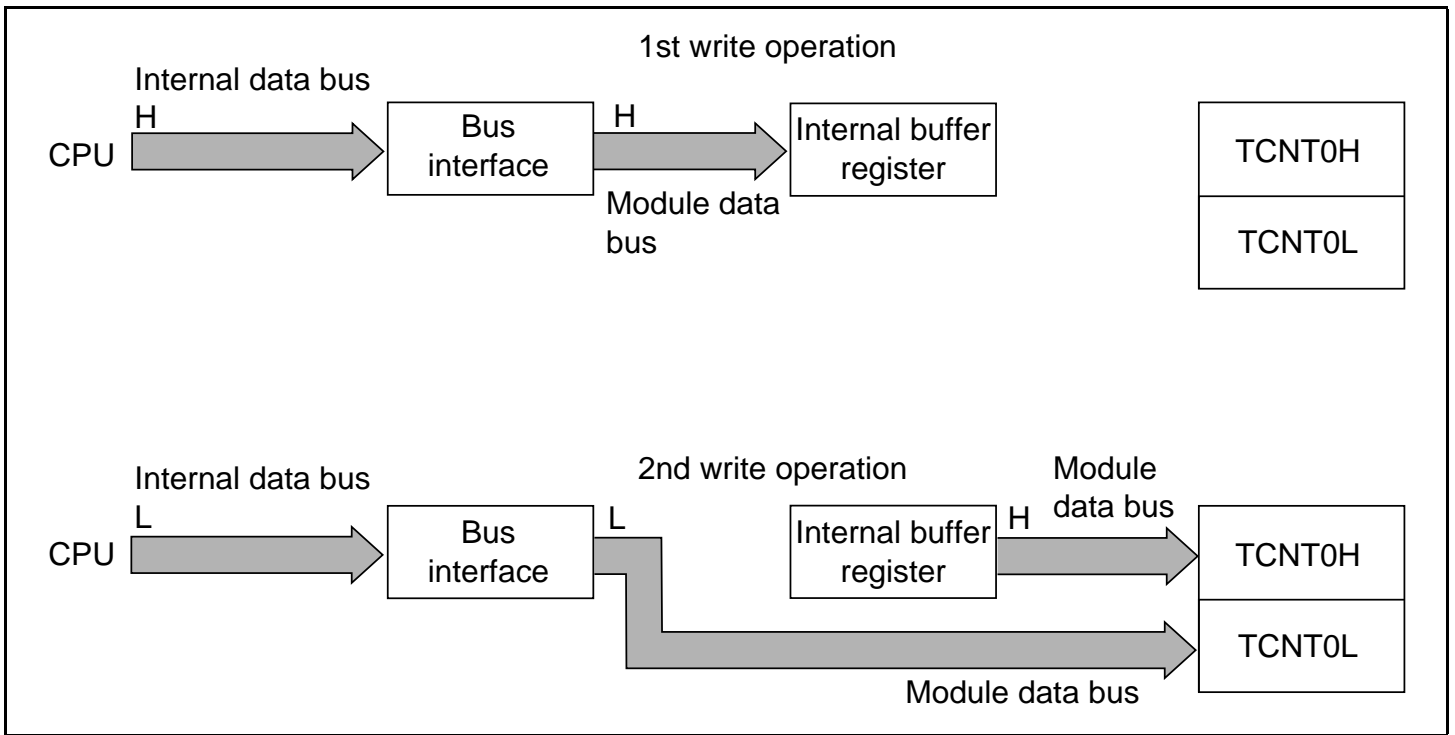 1st write operation
Internal data bus
H
H
CPU
Bus
interface
Internal buffer
register
TCNT0H
Module data
bus
TCNT0L
2nd write operation
Module
data bus
Internal data bus
L
L
H
CPU
Bus
interface
Internal buffer
register
TCNT0H
TCNT0L
Module data bus